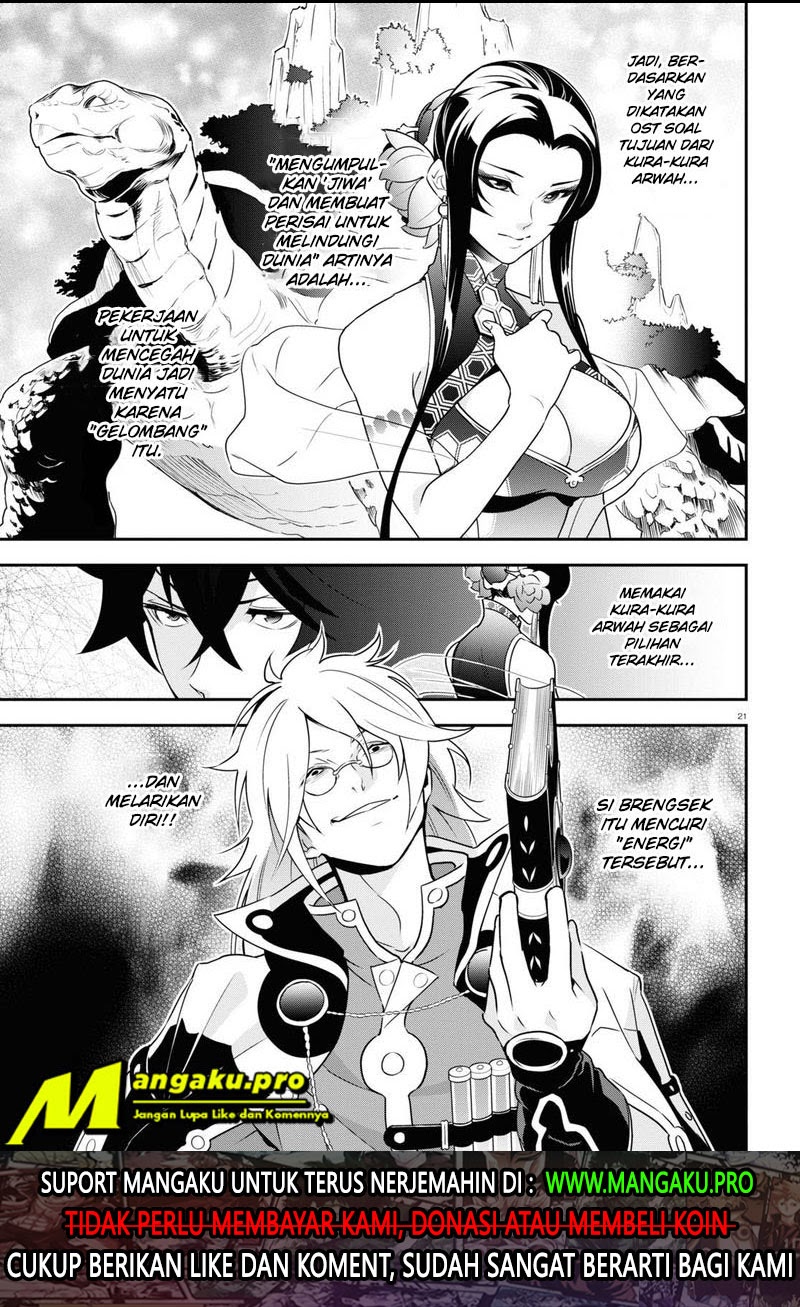 JADI, BER-
DASARKAN
YANG
DIKATAKAN
OST SOAL
TUJUAN DARI
KURA-KURA
ARWAH...
"MENGUMPUL-
KAN 'JIWA'
DAN MEMBUAT
PERISAI UNTUK
MELINDUNGI
DUNIA" ARTINYA
ADALAH...
PEKERJAAN
UNTUK
MENCEGAH
DUNIA JADI
MENYATU
KARENA
"GELOMBANG"
ITU.
MEMAKAI
KURA-KURA
ARWAH SEBAGAI
PILIHAN
TERAKHIR...
21
SI BRENGSEK
ITU MENCURI
"ENERGI"
TERSEBUT...
...DAN
MELARIKAN
DIRI!!
Mangaku.pro
Jangan Lupa Like dan Komennya
SUPORT MANGAKU UNTUK TERUS NERJEMAHIN DI : WWW.MANGAKU.PRO
TIDAK PERLU MEMBAYAR KAMI, DONASI ATAU MEMBELI KOIN
CUKUP BERIKAN LIKE DAN KOMENT, SUDAH SANGAT BERARTI BAGI KAMI